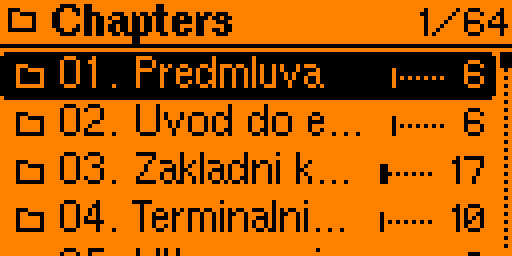 Chapters 1/64
01. Predmluva 6
02. Uvod do e... 6
03. Zakladni k... 17
04. Terminalni... 10